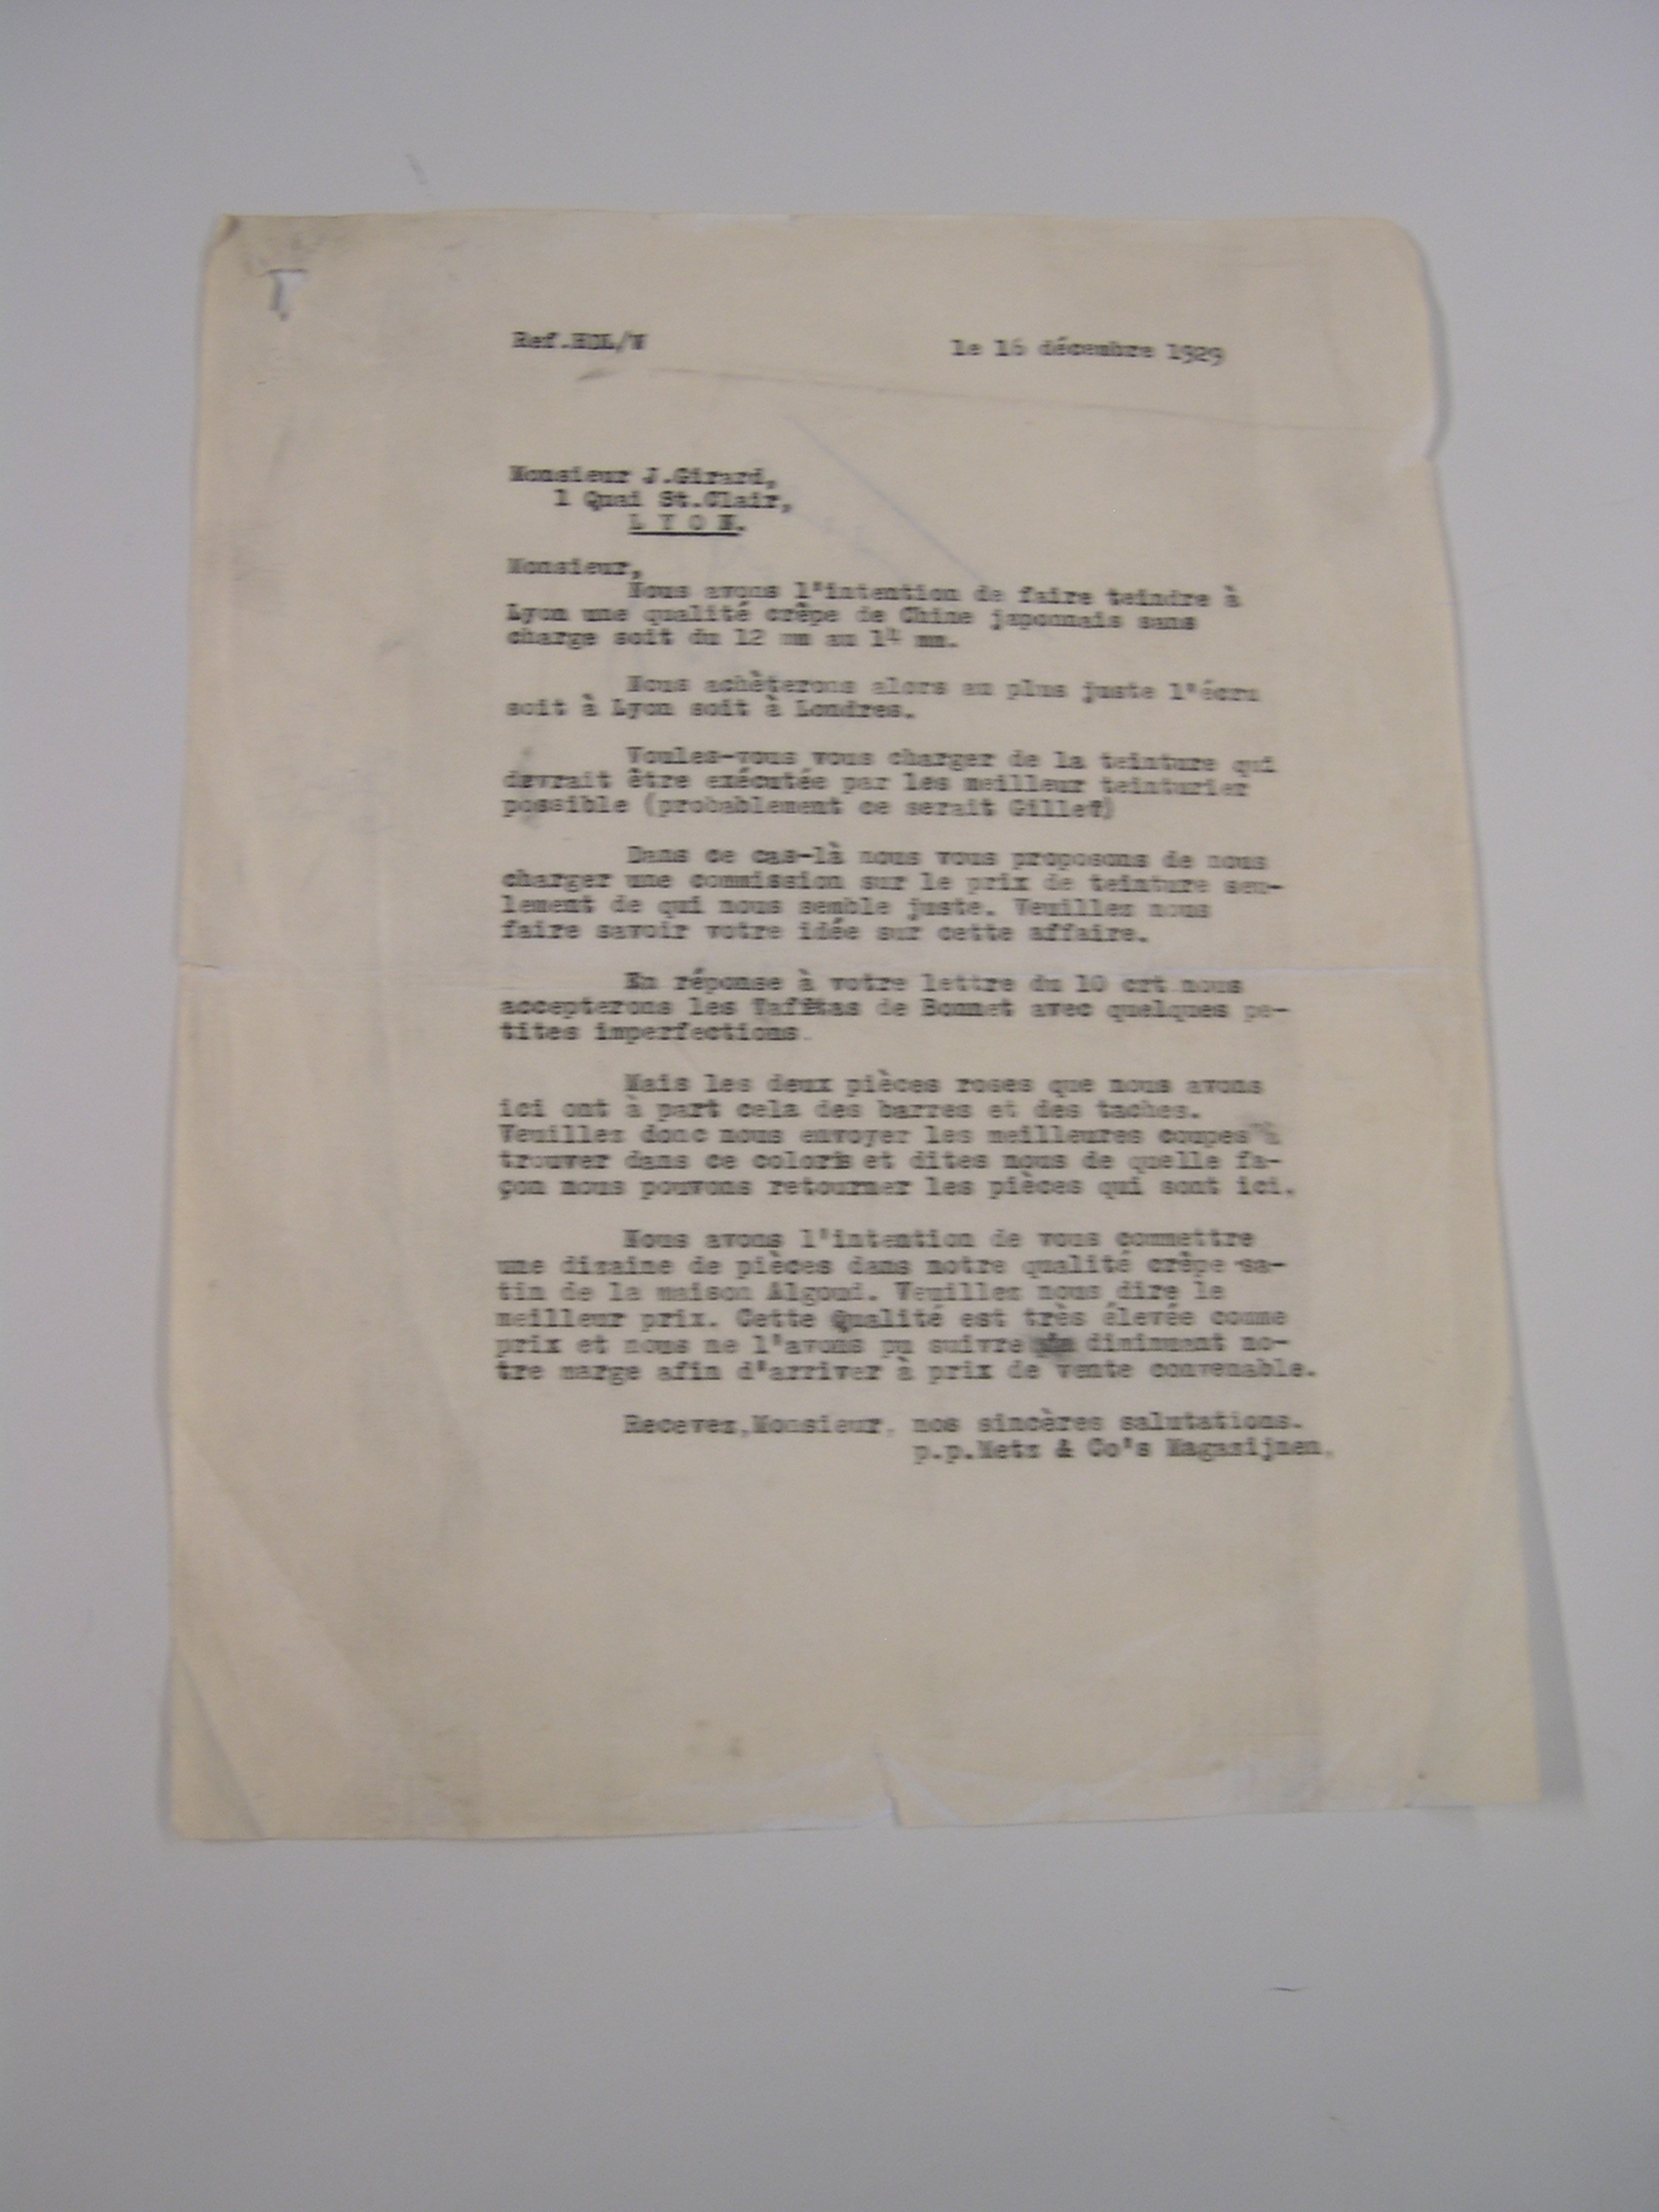 Ref.HDL/W
le 16 décembre 1929
Monsieur J.Girard,
1 Quai St.Clair,
L Y O N.
Monsieur,
Nous avons l'intention de faire teindre à
Lyon une qualité crêpe de Chine japonnais sans
charge soit du 12 mm au 14 mm.
Nous achèterons alors au plus juste l'écru
soit à Lyon soit à Londres.
Voules-vous vous charger de la teinture qui
devrait être exécutée par les meilleur teinturier
possible (probablement ce serait Gillet)
Dans ce cas-là nous vous proposons de nous
charger une commission sur le prix de teinture seu-
lement de qui nous semble juste. Veuillez nous
faire savoir votre idée sur cette affaire.
En réponse à votre lettre du 10 crt.nous
accepterons les Taffetas de Bonnet avec quelques pe-
tites imperfections.
Mais les deux pièces roses que nous avons
ici ont à part cela des barres et des taches.
Veuillez donc nous envoyer les meilleures coupes
trouver dans ce coloris et dites nous de quelle fa-
çon nous pouvons retourner les pièces qui sont ici.
Nous avons l'intention de vous commettre
une dizaine de pièces dans notre qualité crêpe sa-
tin de la maison Algoud. Veuillez nous dire le
meilleur prix. Cette Qualité est très élevée comme
prix et nous ne l'avons pu suivre diminuant no-
tre marge afin d'arriver à prix de vente convenable.
Recevez,Monsieur, nos sincères salutations.
p.p.Metz & Co's Magazijnen.